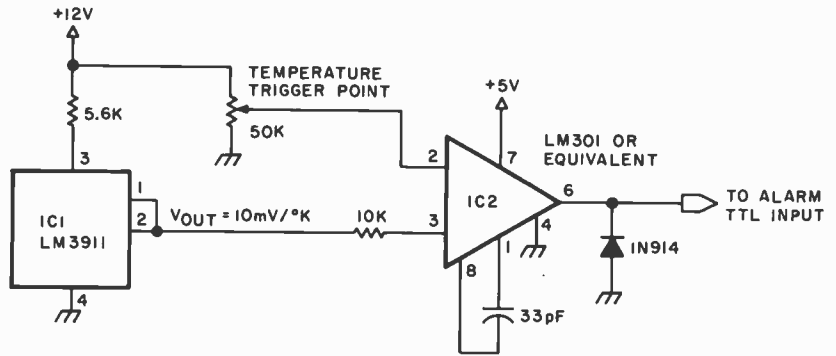 +12V
TEMPERATURE
TRIGGER POINT
5.6K
50K
+5V
LM301 OR
EQUIVALENT
3
2
7
IC1
LM3911
1
2
VOUT = 10mV/°K
10K
3
IC2
6
4
1
8
TO ALARM
TTL INPUT
1N914
4
33pF